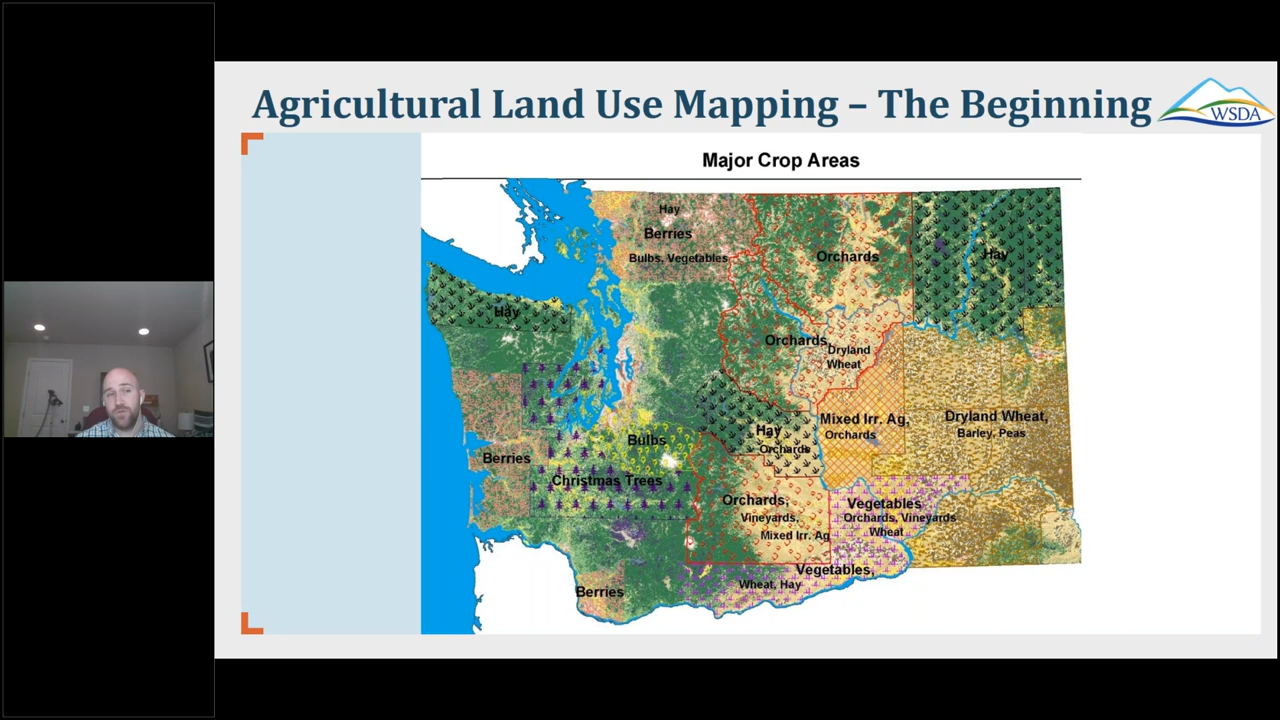 Agricultural Land Use Mapping – The Beginning
WSDA
Major Crop Areas
Hay
Berries
Bulbs, Vegetables
Orchards
Hay
Hay
Orchards,
Dryland
Wheat
Mixed Irr. Ag,
Orchards
Dryland Wheat,
Barley, Peas
Hay
Orchards
Bulbs
Berries
Christmas Trees
Orchards,
Vineyards,
Mixed Irr. Ag
Vegetables
Orchards, Vineyards
Wheat
Vegetables,
Wheat, Hay
Berries